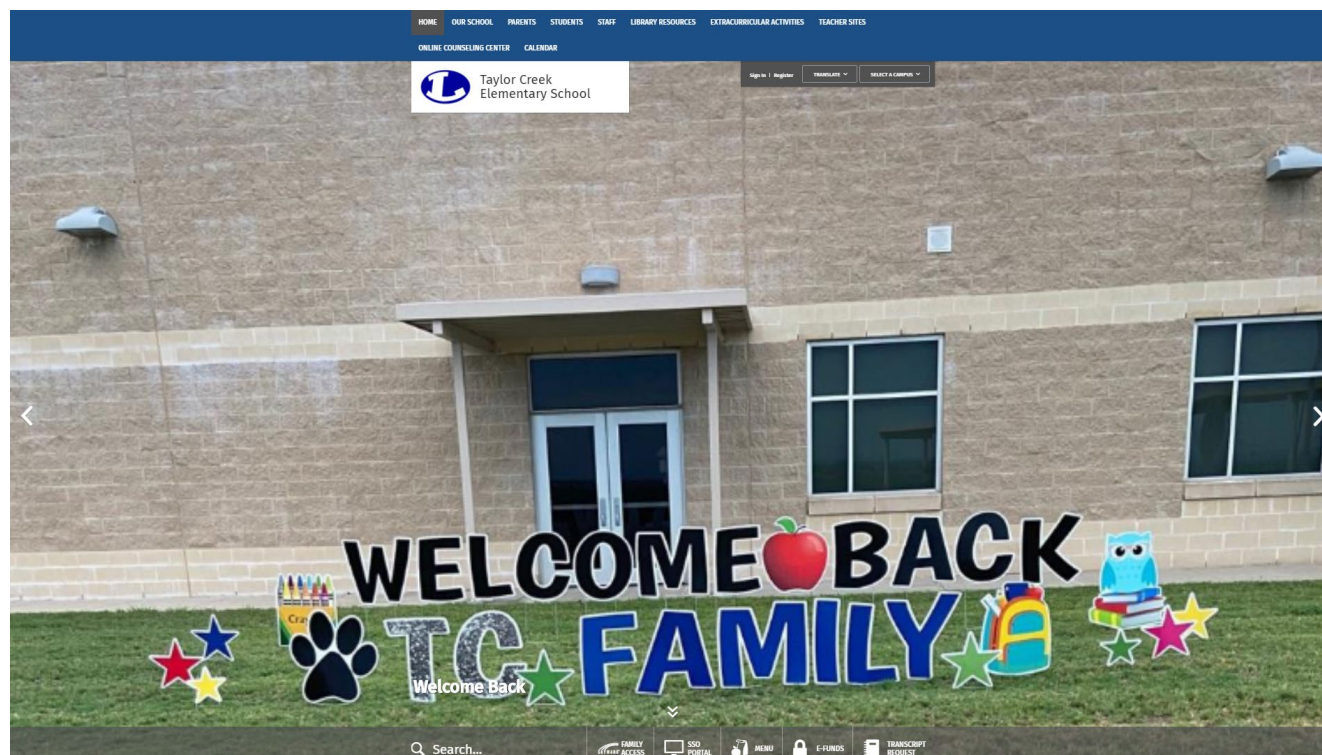 HOME OUR SCHOOL PARENTS STUDENTS STAFF LIBRARY RESOURCES EXTRACURRICULAR ACTIVITIES TEACHER SITES
ONLINE COUNSELING CENTER CALENDAR
L
Taylor Creek
Elementary School
Sign In | Register TRANSLATE SELECT A CAMPUS
WELCOME BACK
Cra
TC FAMILY
Welcome Back
Search...
FAMILY
ACCESS
SSO
PORTAL
MENU
E-FUNDS
TRANSCRIPT
REQUEST